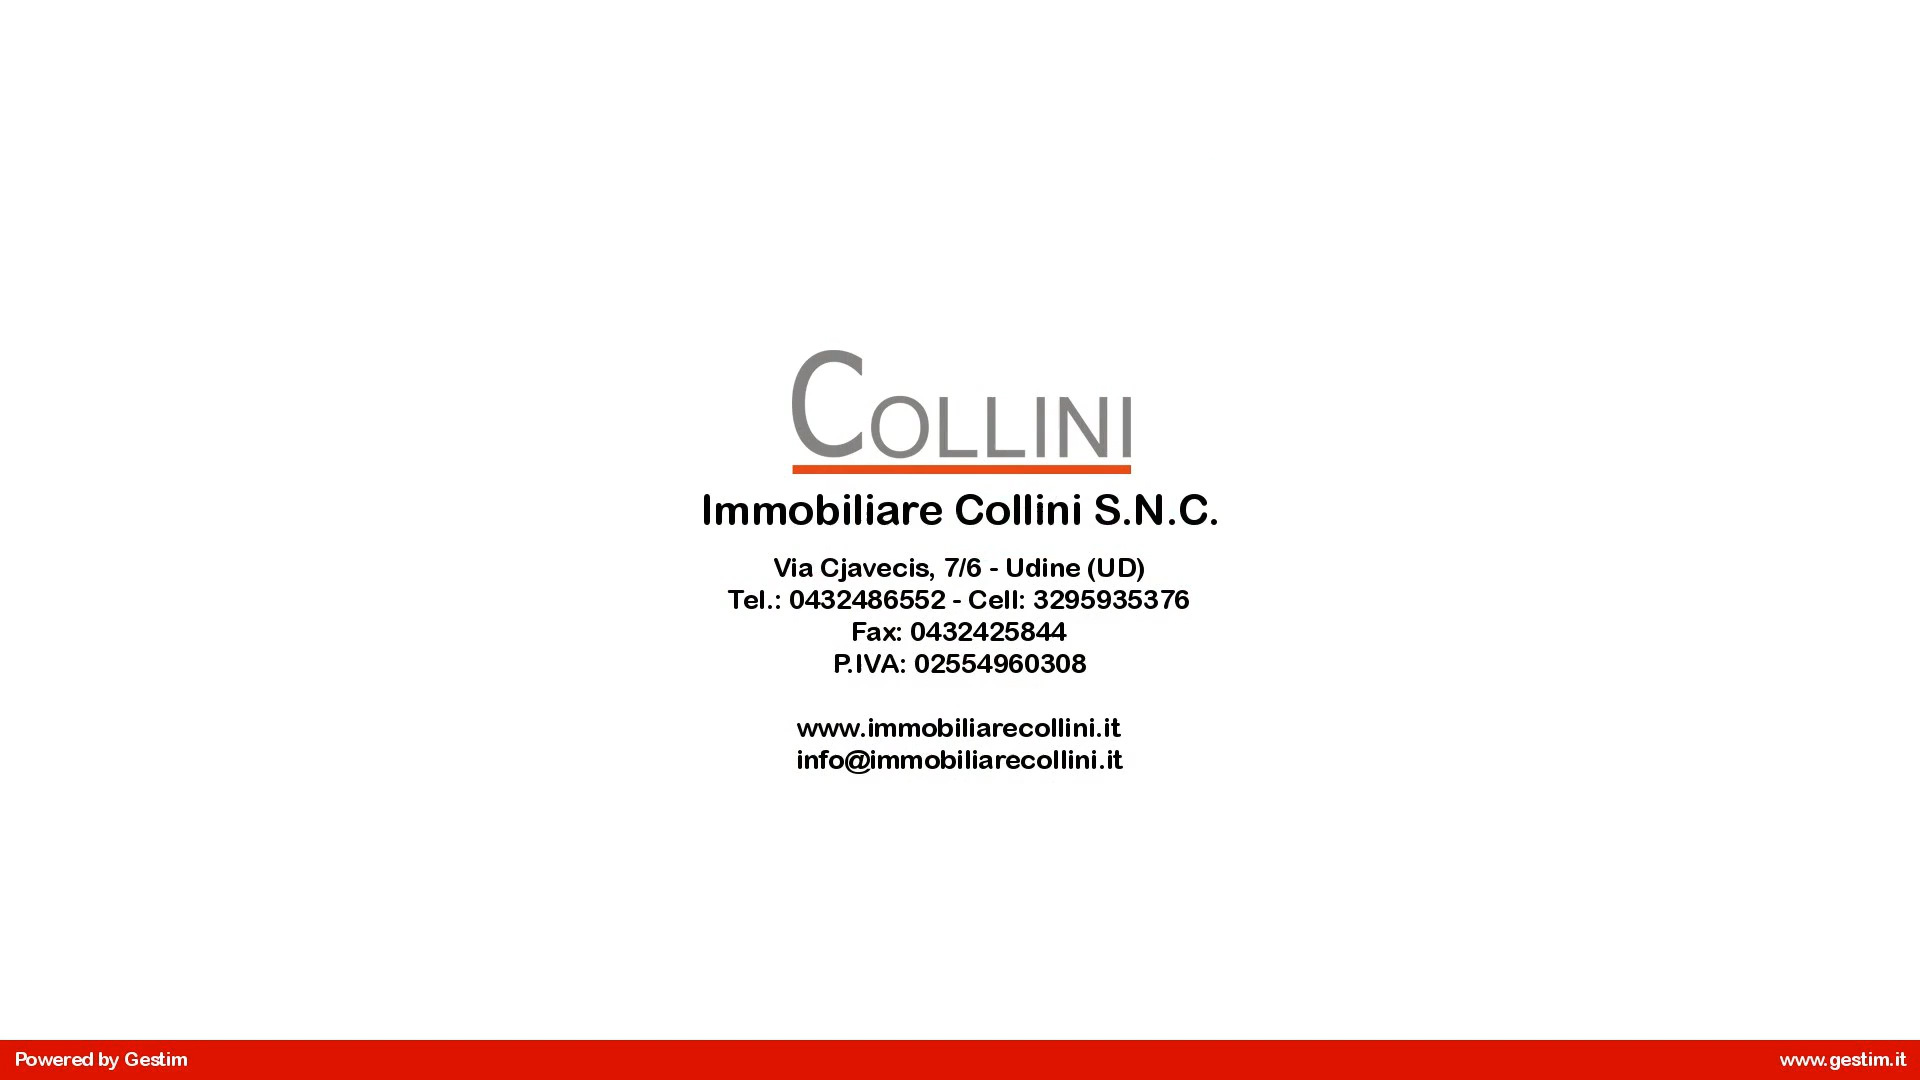 COLLINI
Immobiliare Collini S.N.C.
Via Cjavecis, 7/6 - Udine (UD)
Tel.: 0432486552 - Cell: 3295935376
Fax: 0432425844
P.IVA: 02554960308
www.immobiliarecollini.it
info@immobiliarecollini.it
Powered by Gestim
www.gestim.it